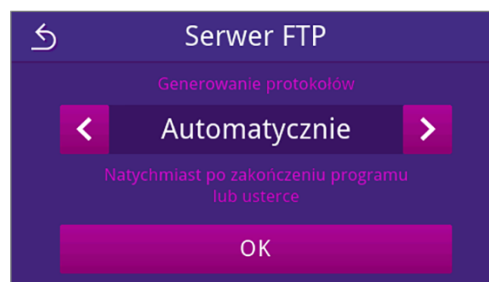 Serwer FTP
Generowanie protokołów
Automatycznie
Natychmiast po zakończeniu programu
lub usterce
OK